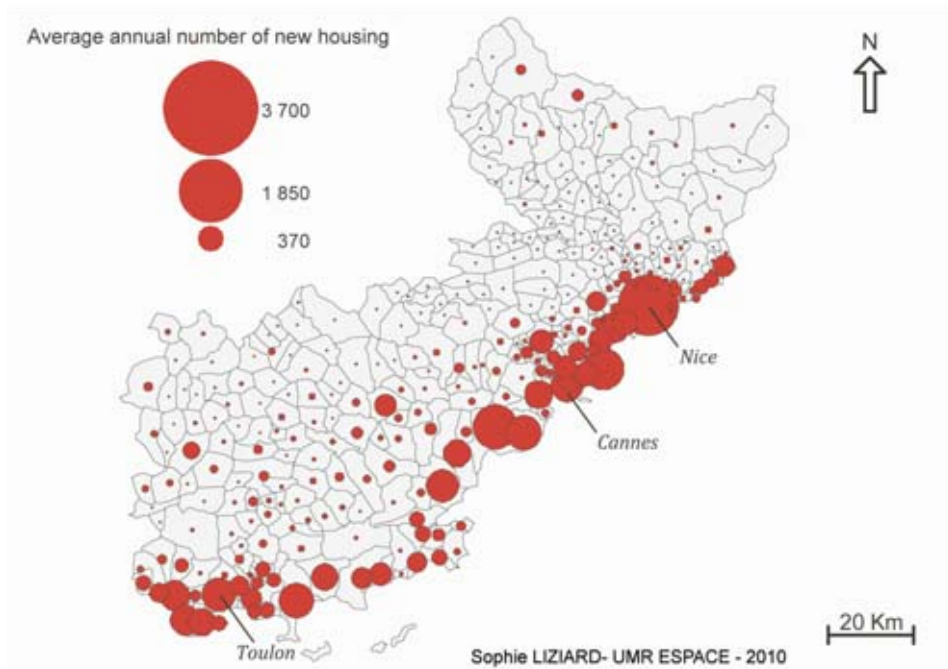 Average annual number of new housing
3 700
1 850
370
N
Nice
Cannes
Toulon
20 Km
Sophie LIZIARD- UMR ESPACE - 2010